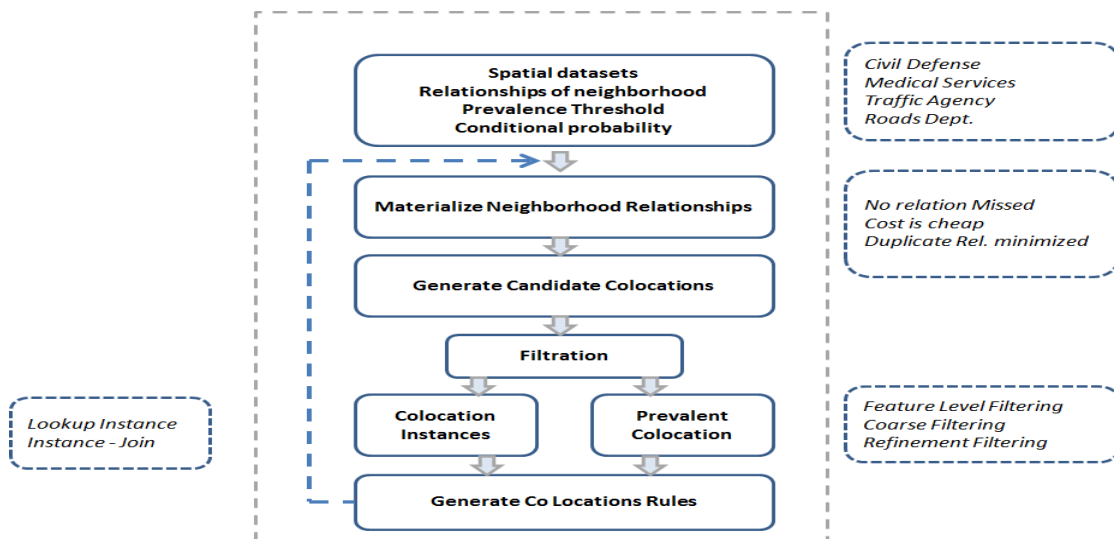 Spatial datasets
Relationships of neighborhood
Prevalence Threshold
Conditional probability
Civil Defense
Medical Services
Traffic Agency
Roads Dept.
Materialize Neighborhood Relationships
No relation Missed
Cost is cheap
Duplicate Rel. minimized
Generate Candidate Colocations
Filtration
Lookup Instance
Instance - Join
Colocation
Instances
Prevalent
Colocation
Feature Level Filtering
Coarse Filtering
Refinement Filtering
Generate Co Locations Rules